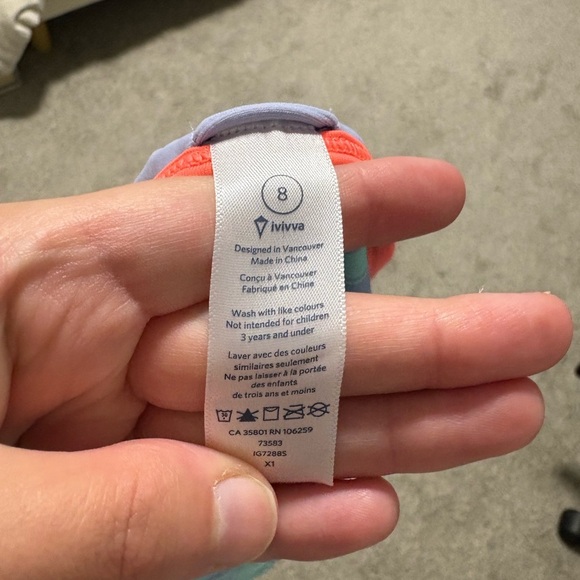 8
ivivva
Designed in Vancouver
Made in China
Conçu à Vancouver
Fabriqué en Chine
Wash with like colours
Not intended for children
3 years and under
Laver avec des couleurs
similaires seulement
Ne pas laisser à la portée
des enfants
de trois ans et moins
CA 35801 RN 106259
73583
IG7288S
X1